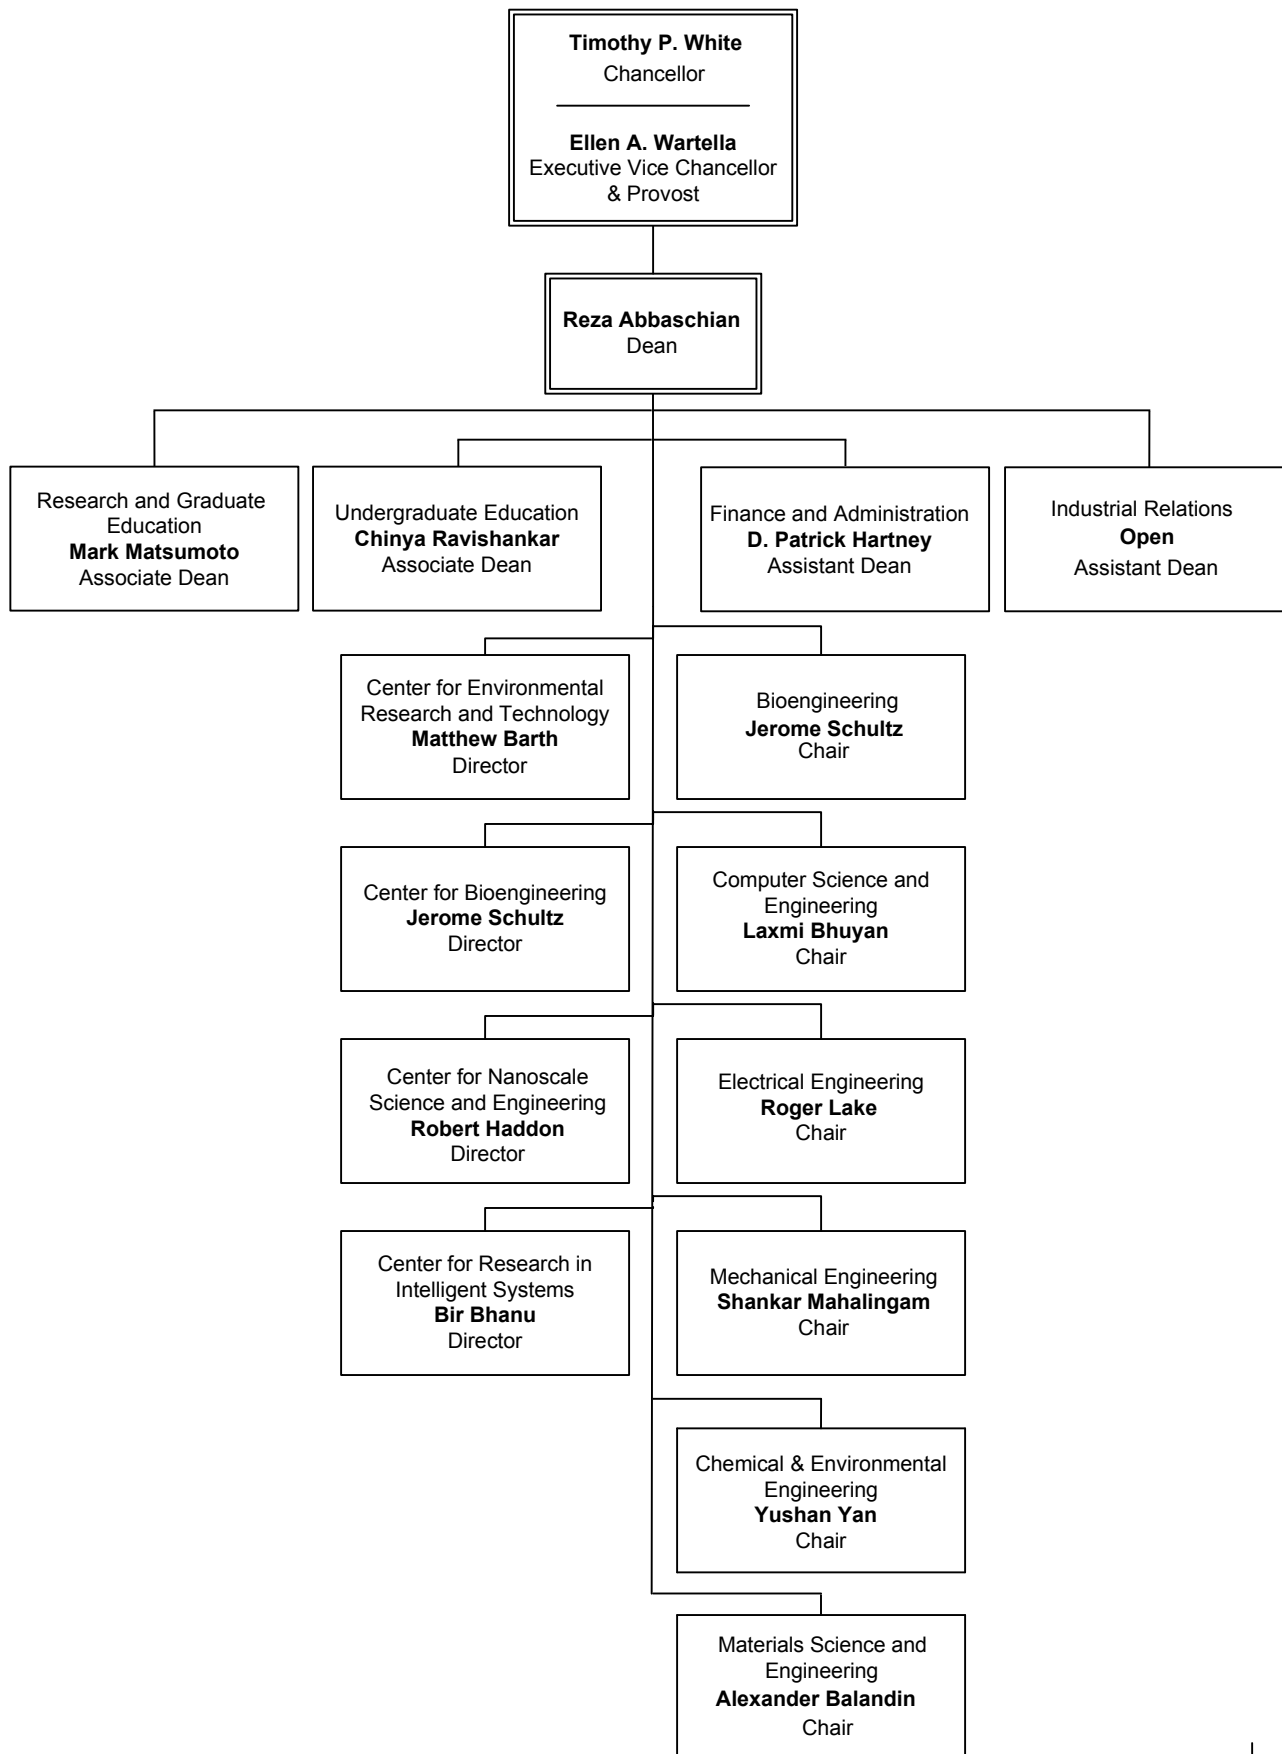 Timothy P. White
Chancellor
Ellen A. Wartella
Executive Vice Chancellor
& Provost
Reza Abbaschian
Dean
Research and Graduate
Education
Mark Matsumoto
Associate Dean
Undergraduate Education
Chinya Ravishankar
Associate Dean
Finance and Administration
D. Patrick Hartney
Assistant Dean
Industrial Relations
Open
Assistant Dean
Center for Environmental
Research and Technology
Matthew Barth
Director
Bioengineering
Jerome Schultz
Chair
Center for Bioengineering
Jerome Schultz
Director
Computer Science and
Engineering
Laxmi Bhuyan
Chair
Center for Nanoscale
Science and Engineering
Robert Haddon
Director
Electrical Engineering
Roger Lake
Chair
Center for Research in
Intelligent Systems
Bir Bhanu
Director
Mechanical Engineering
Shankar Mahalingam
Chair
Chemical & Environmental
Engineering
Yushan Yan
Chair
Materials Science and
Engineering
Alexander Balandin
Chair